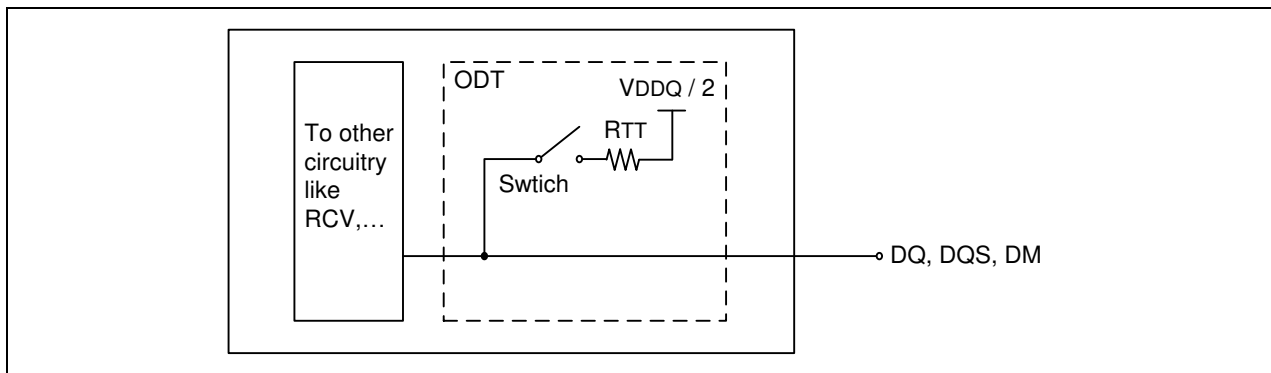 ODT
VDDQ / 2
To other
circuitry
like
RCV,…
RTT
Swtich
DQ, DQS, DM